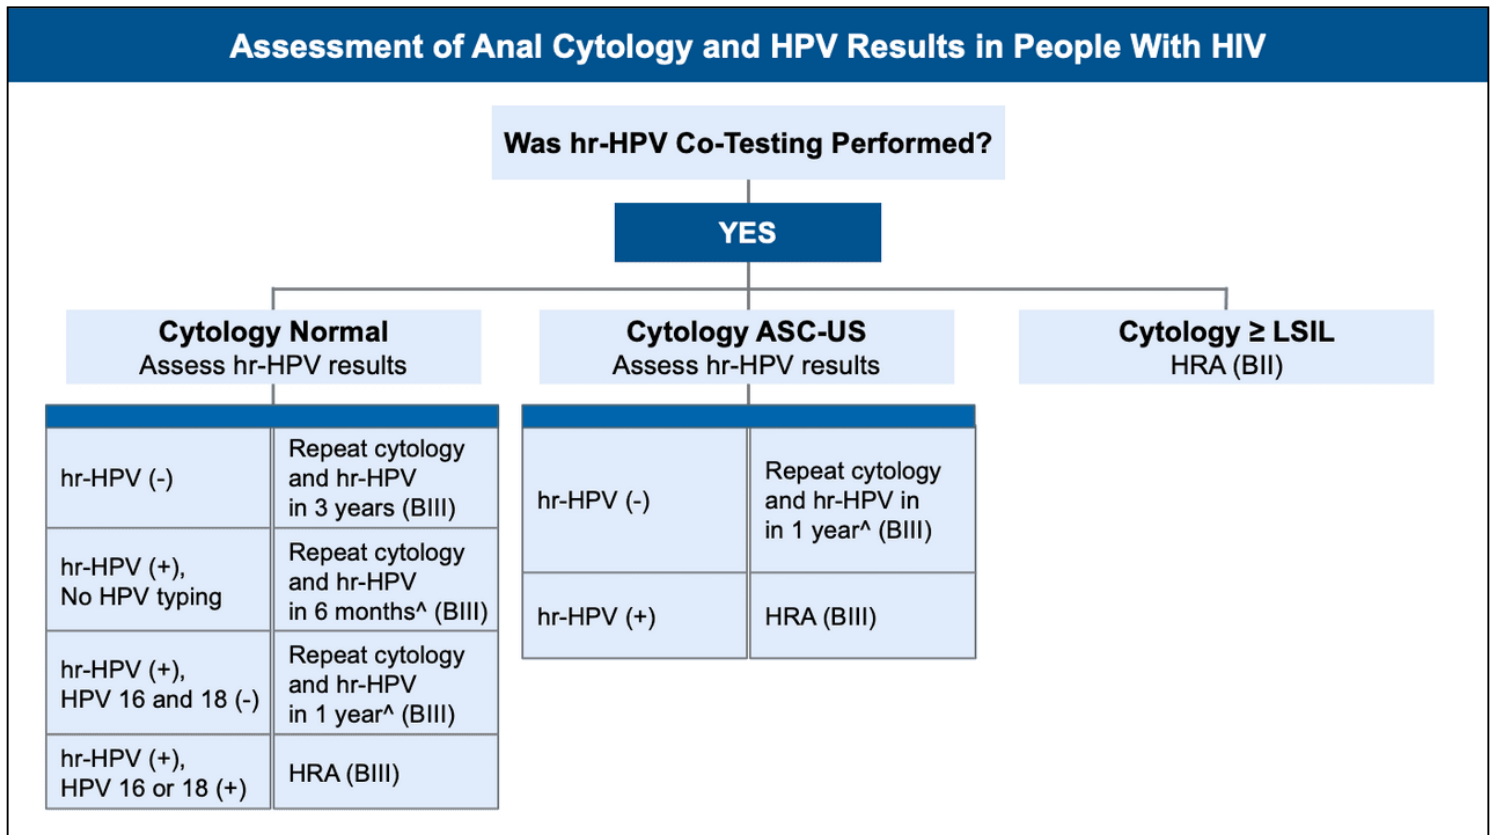 Assessment of Anal Cytology and HPV Results in People With HIV
Was hr-HPV Co-Testing Performed?
YES
Cytology Normal
Assess hr-HPV results
hr-HPV (-)
Repeat cytology
and hr-HPV
in 3 years (BIII)
hr-HPV (+),
No HPV typing
Repeat cytology
and hr-HPV
in 6 months^ (BIII)
hr-HPV (+),
HPV 16 and 18 (-)
Repeat cytology
and hr-HPV
in 1 year^ (BIII)
hr-HPV (+),
HPV 16 or 18 (+)
HRA (BIII)
Cytology ASC-US
Assess hr-HPV results
hr-HPV (-)
Repeat cytology
and hr-HPV in
in 1 year^ (BIII)
hr-HPV (+)
HRA (BIII)
Cytology ≥ LSIL
HRA (BII)